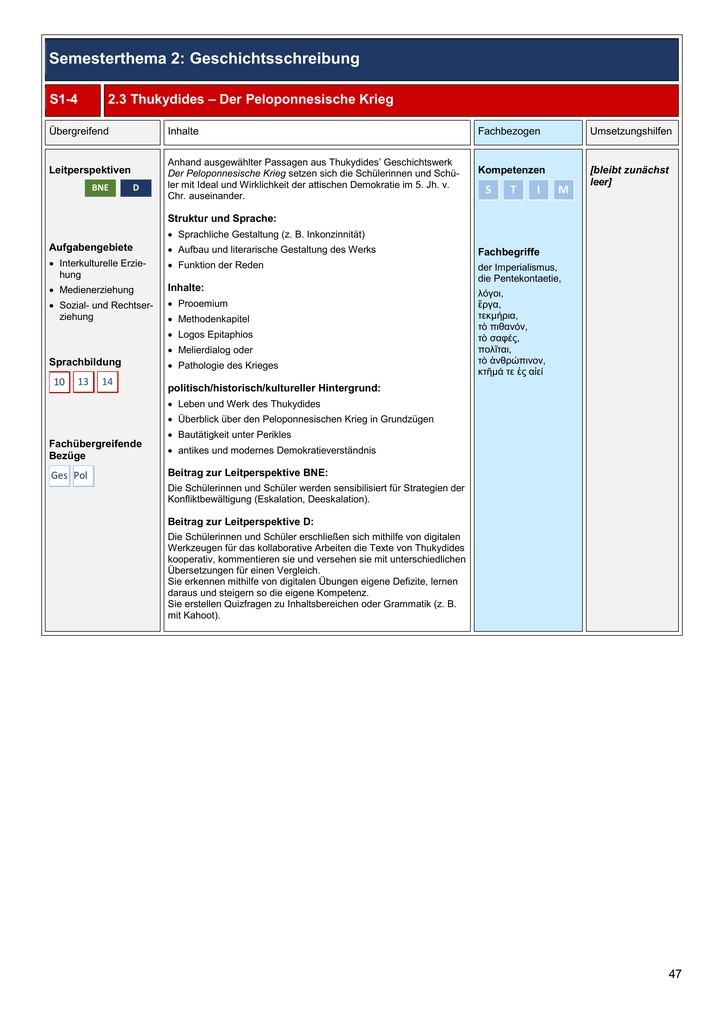 Semesterthema 2: Geschichtsschreibung
S1-4
2.3 Thukydides – Der Peloponnesische Krieg
Übergreifend
Inhalte
Fachbezogen
Umsetzungshilfen
Leitperspektiven
BNE
D
Aufgabengebiete
• Interkulturelle Erzie-
hung
• Medienerziehung
• Sozial- und Rechtser-
ziehung
Sprachbildung
10
13
14
Fachübergreifende
Bezüge
Ges
Pol
Anhand ausgewählter Passagen aus Thukydides’ Geschichtswerk
Der Peloponnesische Krieg setzen sich die Schülerinnen und Schü-
ler mit Ideal und Wirklichkeit der attischen Demokratie im 5. Jh. v.
Chr. auseinander.
Struktur und Sprache:
• Sprachliche Gestaltung (z. B. Inkonzinnität)
• Aufbau und literarische Gestaltung des Werks
• Funktion der Reden
Inhalte:
• Prooemium
• Methodenkapitel
• Logos Epitaphios
• Melierdialog oder
• Pathologie des Krieges
politisch/historisch/kultureller Hintergrund:
• Leben und Werk des Thukydides
• Überblick über den Peloponnesischen Krieg in Grundzügen
• Bautätigkeit unter Perikles
• antikes und modernes Demokratieverständnis
Beitrag zur Leitperspektive BNE:
Die Schülerinnen und Schüler werden sensibilisiert für Strategien der
Konfliktbewältigung (Eskalation, Deeskalation).
Beitrag zur Leitperspektive D:
Die Schülerinnen und Schüler erschließen sich mithilfe von digitalen
Werkzeugen für das kollaborative Arbeiten die Texte von Thukydides
kooperativ, kommentieren sie und versehen sie mit unterschiedlichen
Übersetzungen für einen Vergleich.
Sie erkennen mithilfe von digitalen Übungen eigene Defizite, lernen
daraus und steigern so die eigene Kompetenz.
Sie erstellen Quizfragen zu Inhaltsbereichen oder Grammatik (z. B.
mit Kahoot).
Kompetenzen
S
T
I
M
Fachbegriffe
der Imperialismus,
die Pentekontaetie,
λόγοι,
ἔργα,
τεκμήρια,
τὸ πιθανόν,
τὸ σαφές,
πολῖται,
τὸ ἀνθρώπινον,
κτῆμά τε ἐς αἰεί
[bleibt zunächst
leer]
47